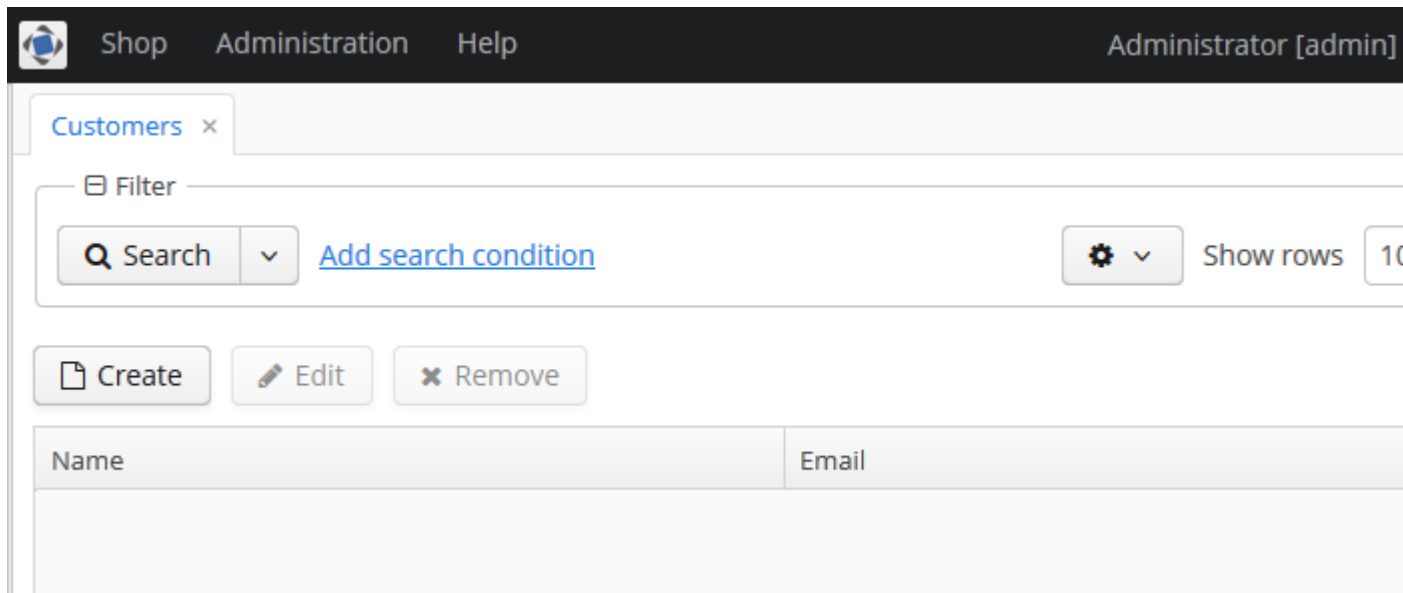 Shop Administration Help Administrator [admin]
Customers ×
Filter
Search Add search condition Show rows
Create Edit Remove
Name Email